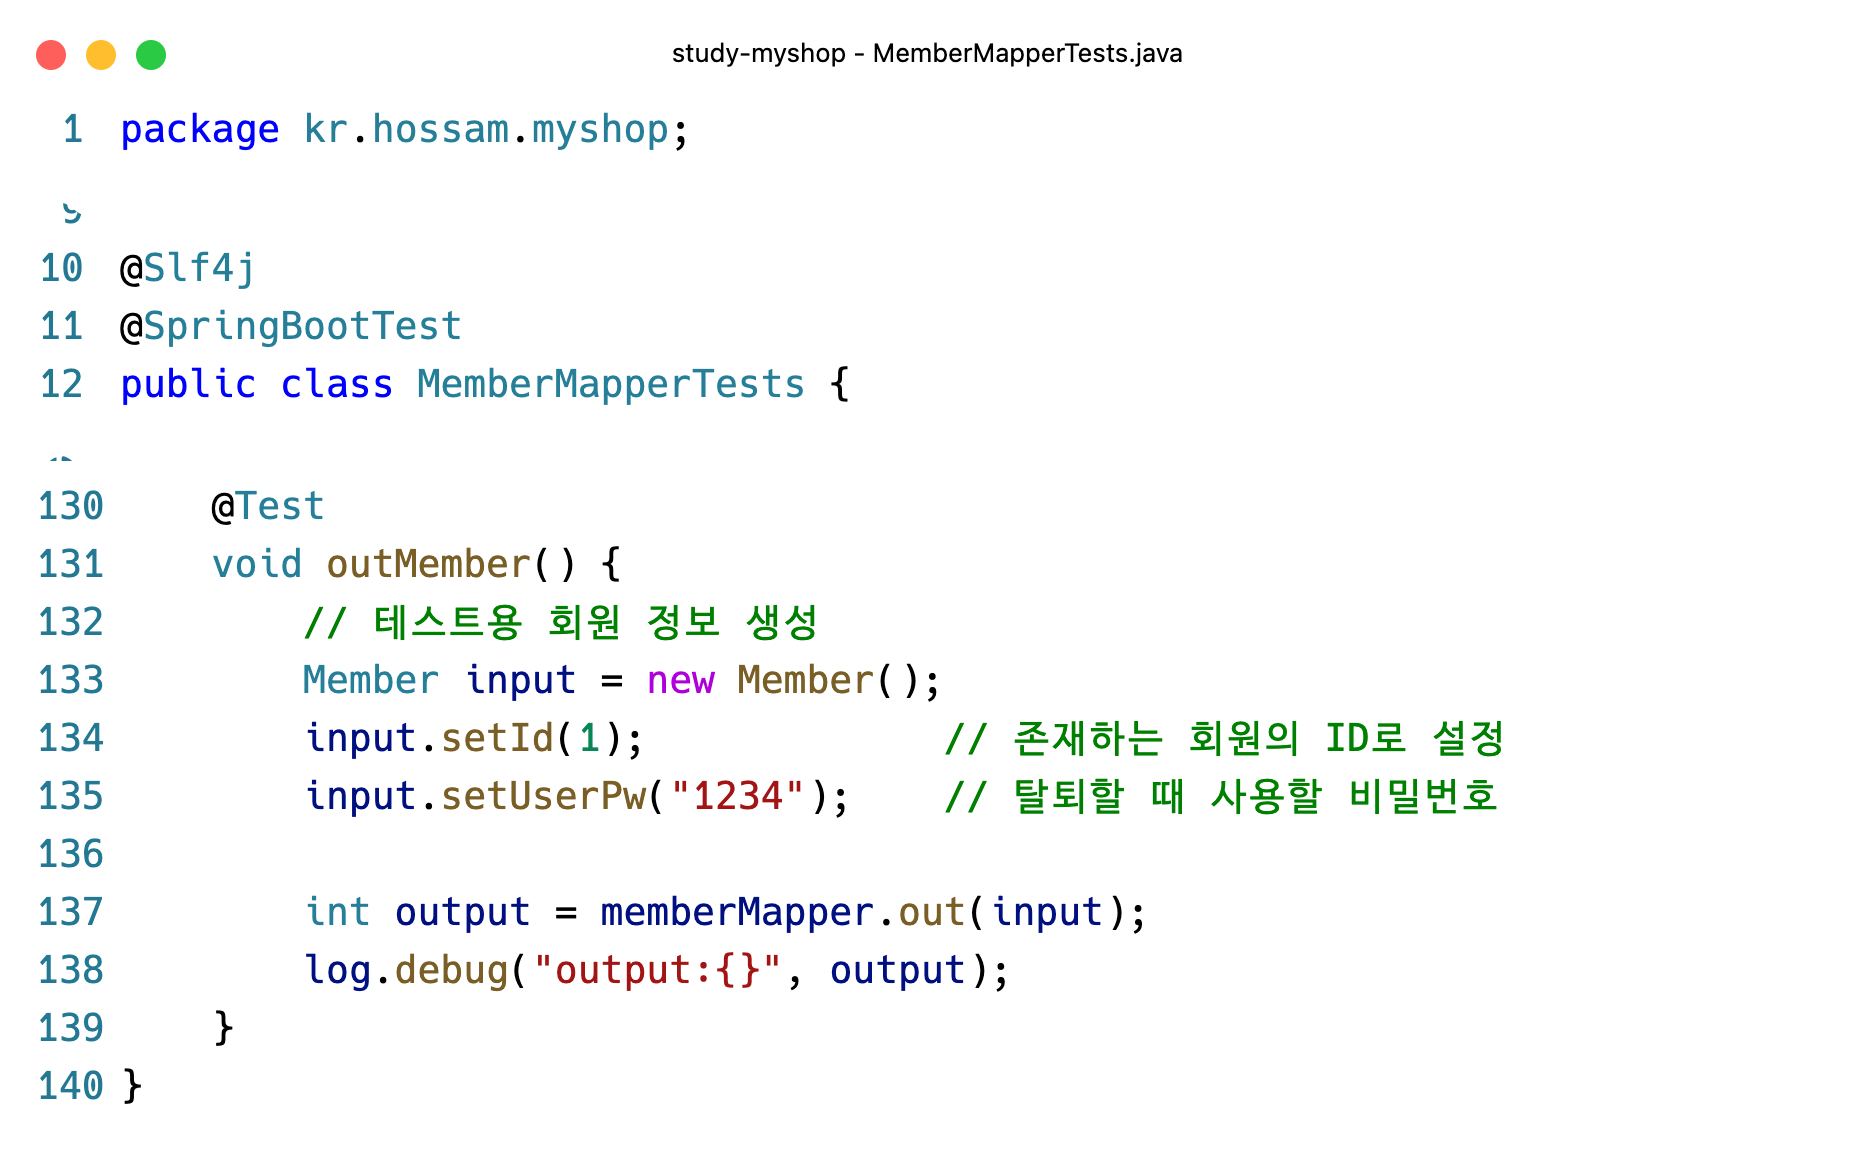 study-myshop - MemberMapperTests.java
1 package kr.hossam.myshop;
9
10 @Slf4j
11 @SpringBootTest
12 public class MemberMapperTests {
130     @Test
131     void outMember() {
132         // 테스트용 회원 정보 생성
133         Member input = new Member();
134         input.setId(1);             // 존재하는 회원의 ID로 설정
135         input.setUserPw("1234");    // 탈퇴할 때 사용할 비밀번호
136
137         int output = memberMapper.out(input);
138         log.debug("output:{}", output);
139     }
140 }